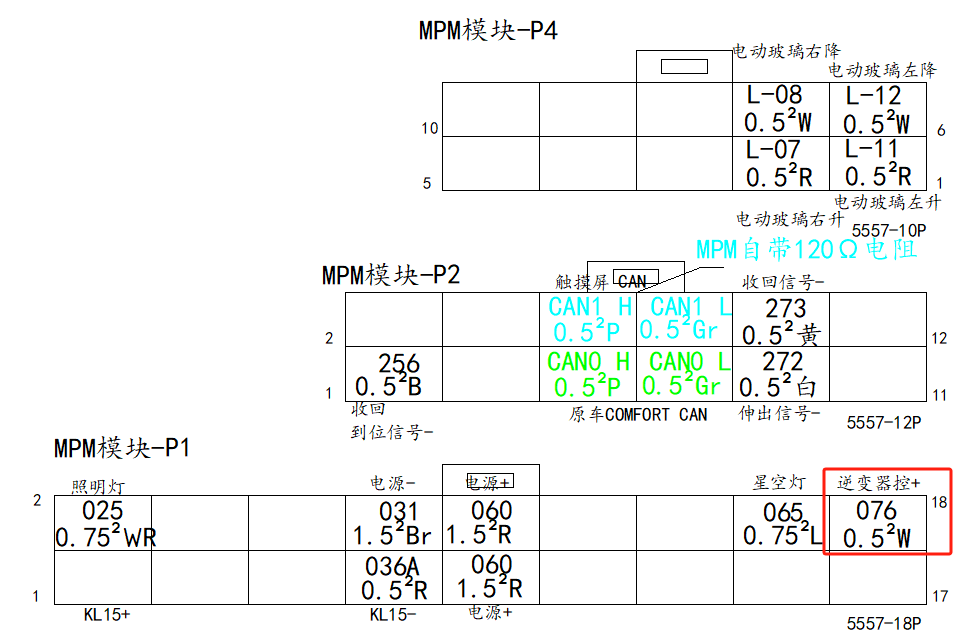 MPM模块-P4
电动玻璃右降
电动玻璃左降
L-08
L-12
10
0.5²W
0.5²W
6
L-07
L-11
5
0.5²R
0.5²R
1
电动玻璃左升
电动玻璃右升
5557-10P
MPM自带120Ω电阻
MPM模块-P2
触摸屏 CAN
收回信号-
CAN1 H
CAN1 L
273
2
0.5²P
0.5²Gr
0.5²黄
12
256
CAN0 H
CAN0 L
272
1
0.5²B
0.5²P
0.5²Gr
0.5²白
11
收回
到位信号-
原车COMFORT CAN
伸出信号-
5557-12P
MPM模块-P1
照明灯
电源-
电源+
星空灯
逆变器控+
2
025
031
060
065
076
18
0.75²WR
1.5²Br
1.5²R
0.75²L
0.5²W
036A
060
1
0.5²R
1.5²R
17
KL15+
KL15-
电源+
5557-18P